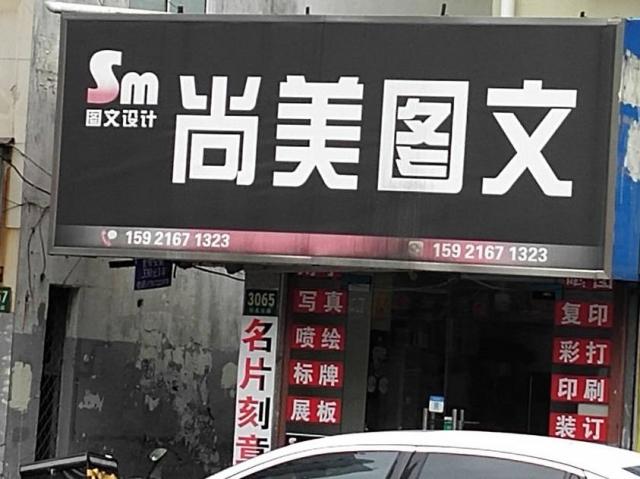 Sm
图文设计
尚美图文
159 2167 1323
159 2167 1323
3065
名片刻章
写真
喷绘
标牌
展板
复印
彩打
印刷
装订